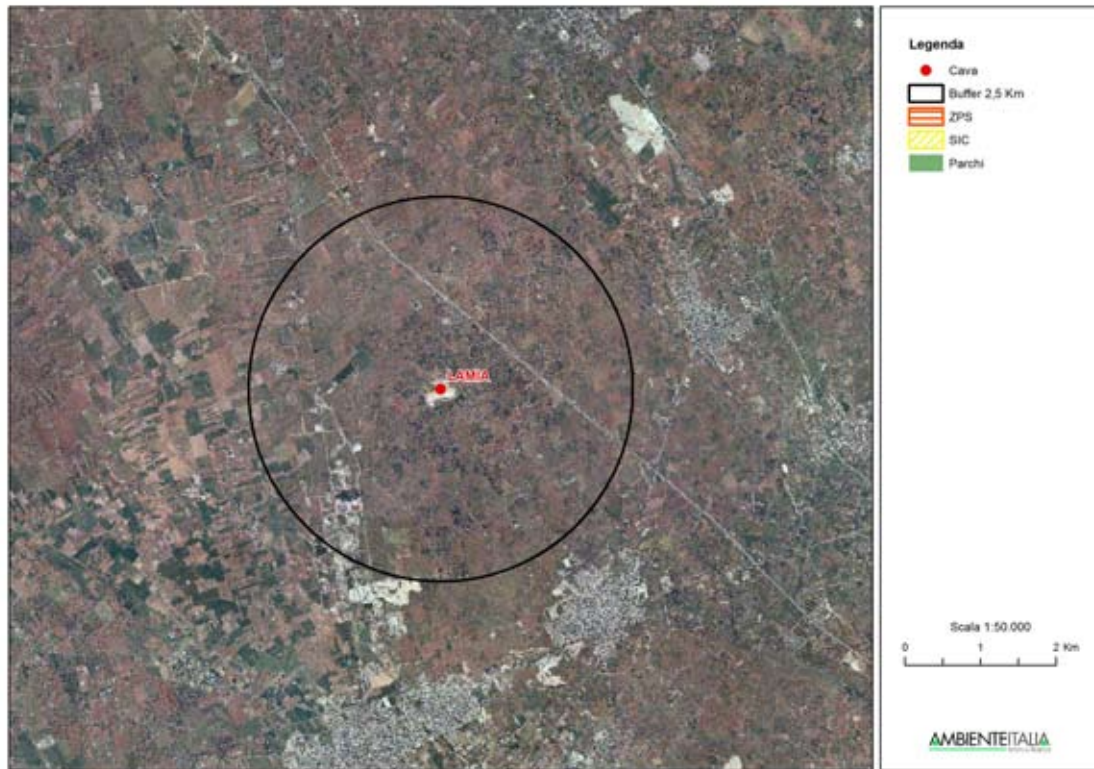 LAMIA
Legenda
Cava
Buffer 2,5 Km
ZPS
SIC
Parchi
Scala 1:50.000
0 1 2 Km
AMBIENTEITALIA